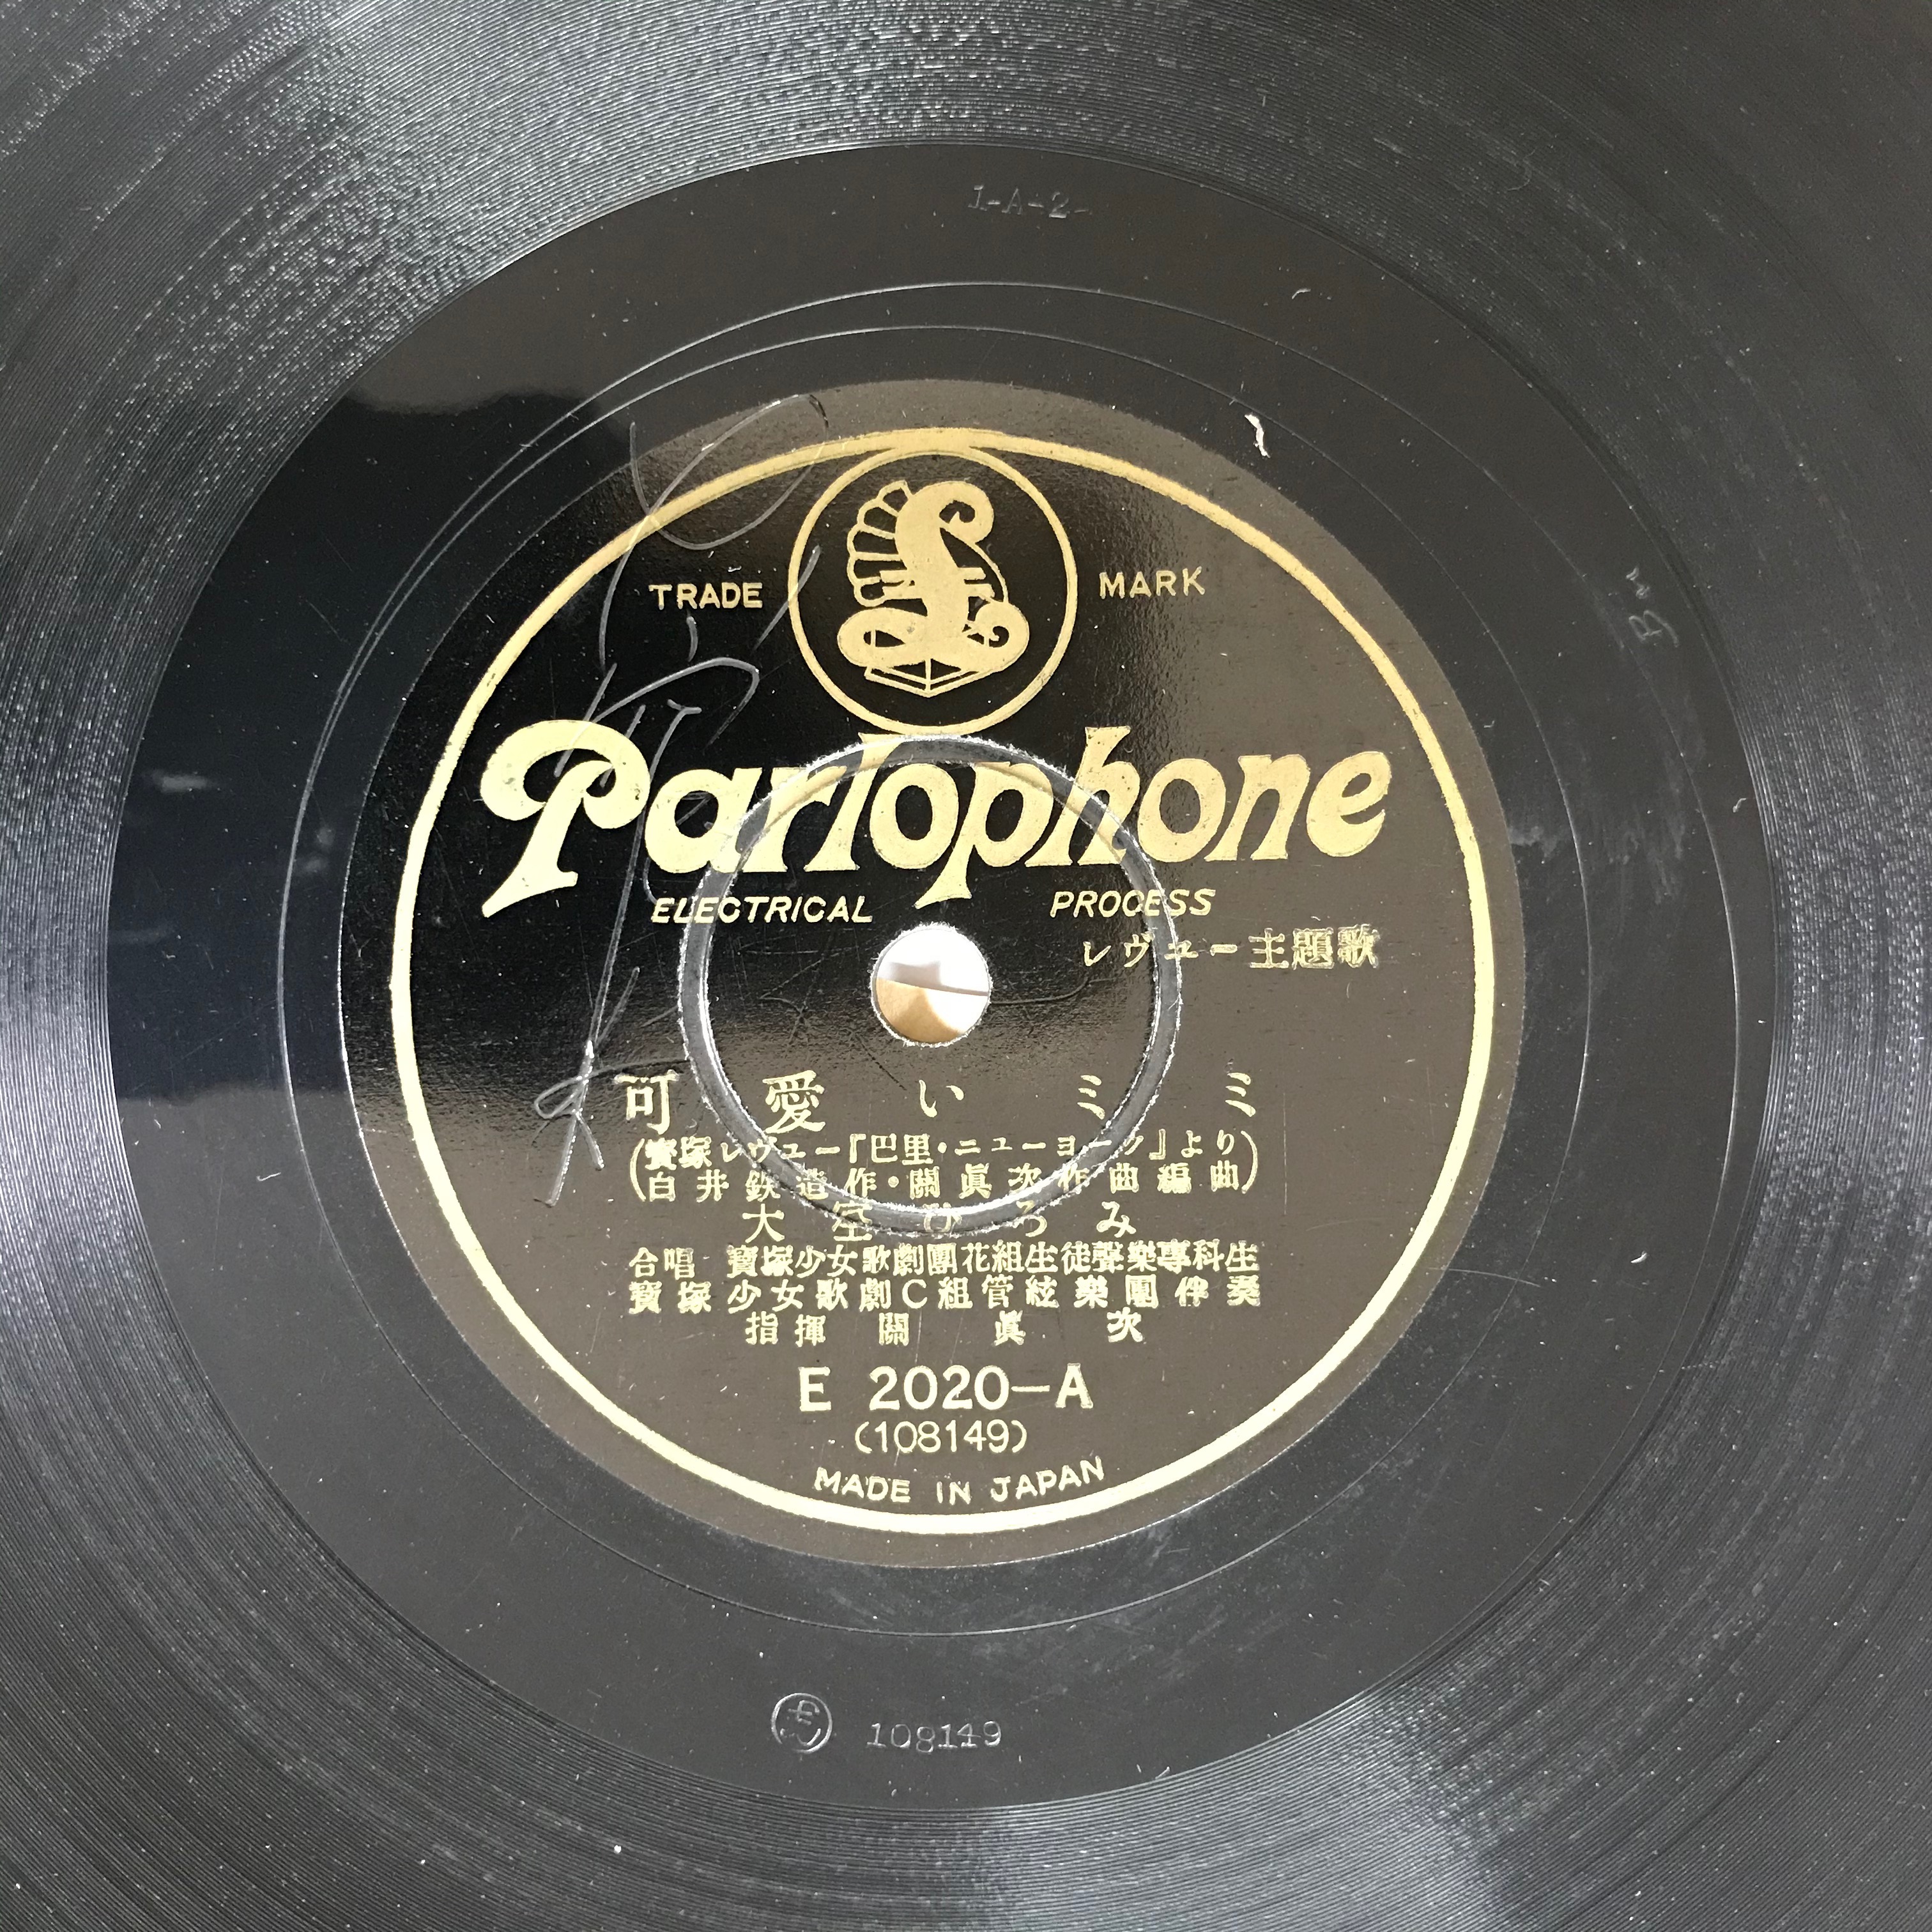 1-A-2-
TRADE MARK
Parlophone
ELECTRICAL PROCESS
レヴュー主題歌
可愛いミミ
(寶塚レヴュー『巴里・ニューヨーク』より)
(白井鉄造作・關眞次作曲編曲)
大空ひろみ
合唱 寶塚少女歌劇團花組生徒聲樂專科生
寶塚少女歌劇C組管絃樂團伴奏
指揮 關眞次
E 2020-A
(108149)
MADE IN JAPAN
108149